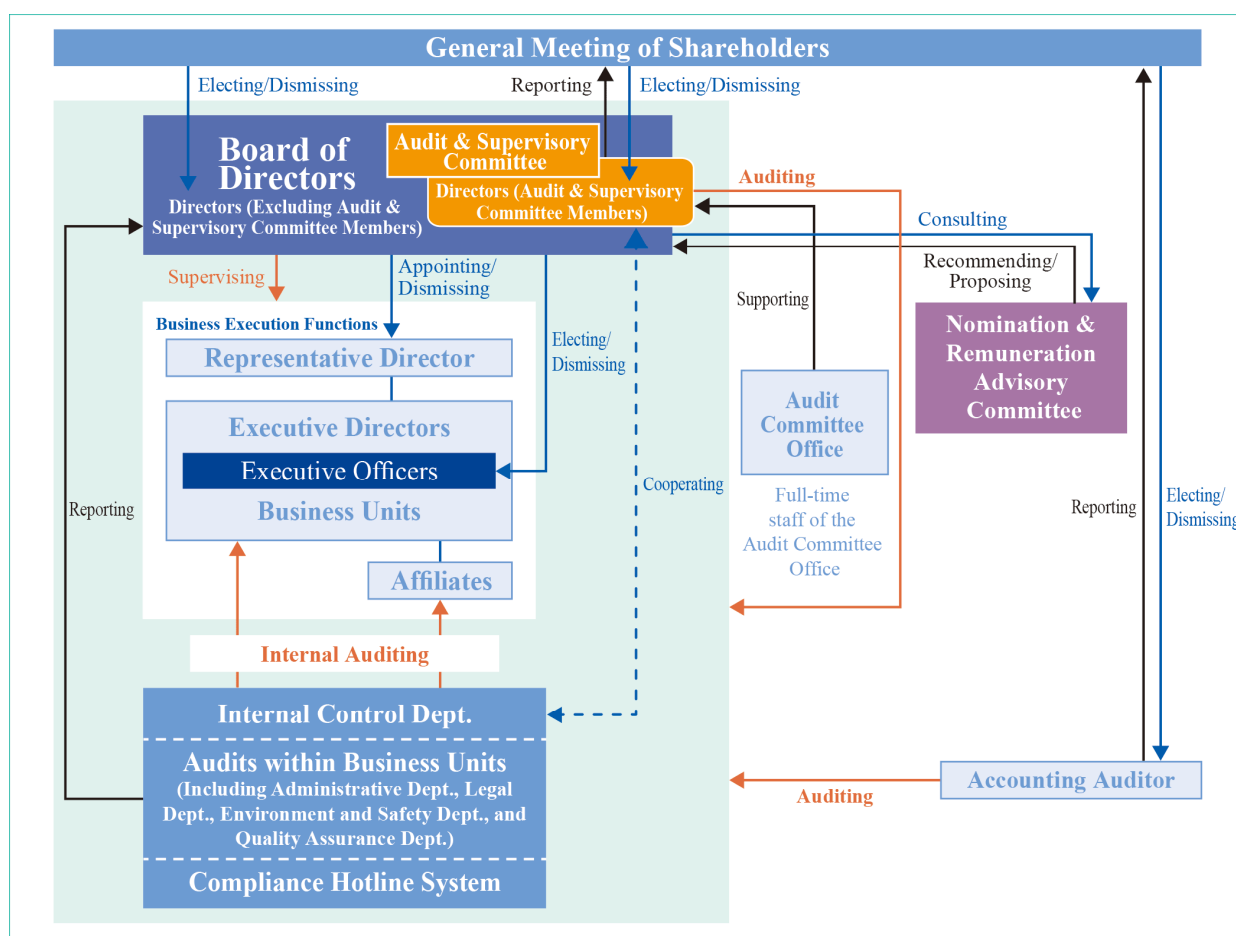 General Meeting of Shareholders
Electing/Dismissing
Reporting
Electing/Dismissing
Board of
Directors
Directors (Excluding Audit &
Supervisory Committee Members)
Audit & Supervisory
Committee
Directors (Audit & Supervisory
Committee Members)
Auditing
Consulting
Recommending/
Proposing
Supervising
Appointing/
Dismissing
Supporting
Business Execution Functions
Representative Director
Electing/
Dismissing
Nomination &
Remuneration
Advisory
Committee
Executive Directors
Executive Officers
Business Units
Audit
Committee
Office
Full-time
staff of the
Audit Committee
Office
Reporting
Cooperating
Reporting
Electing/
Dismissing
Affiliates
Internal Auditing
Internal Control Dept.
Audits within Business Units
(Including Administrative Dept., Legal
Dept., Environment and Safety Dept., and
Quality Assurance Dept.)
Compliance Hotline System
Auditing
Accounting Auditor